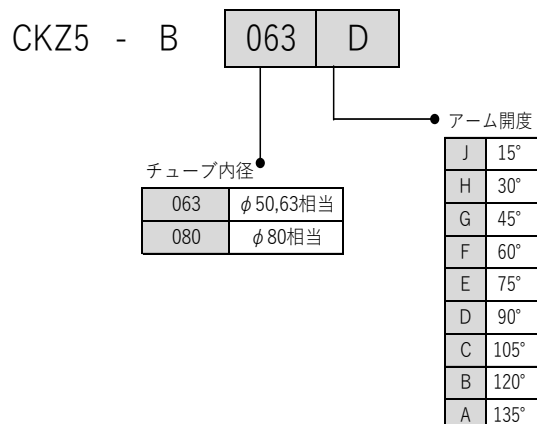 CKZ5 - B 063 D
アーム開度
J 15°
H 30°
G 45°
F 60°
E 75°
D 90°
C 105°
B 120°
A 135°
チューブ内径
063 φ50,63相当
080 φ80相当